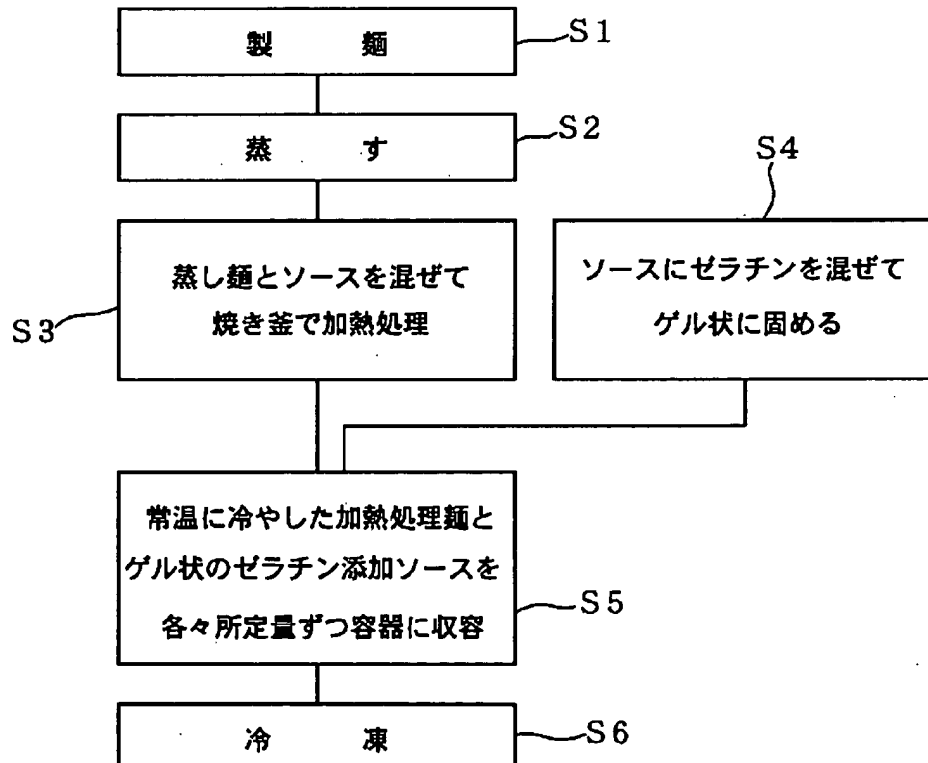 製 麺
S1
蒸 す
S2
蒸し麺とソースを混ぜて
焼き釜で加熱処理
S3
S4
ソースにゼラチンを混ぜて
ゲル状に固める
常温に冷やした加熱処理麺と
ゲル状のゼラチン添加ソースを
各々所定量ずつ容器に収容
S5
冷 凍
S6